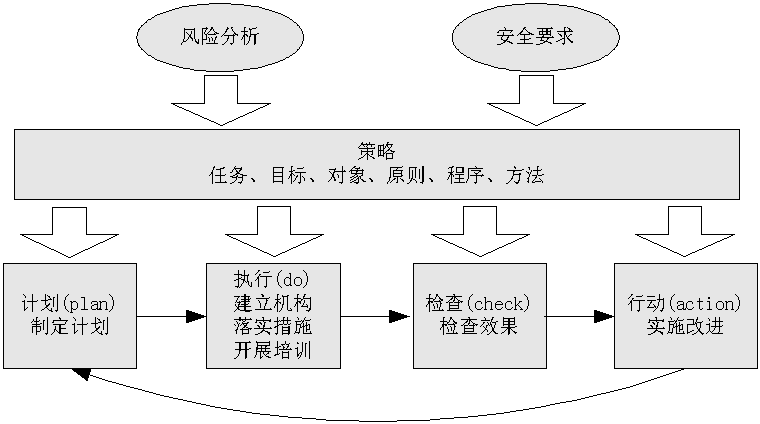 风险分析
安全要求
策略
任务、目标、对象、原则、程序、方法
计划(plan)
制定计划
执行(do)
建立机构
落实措施
开展培训
检查(check)
检查效果
行动(action)
实施改进